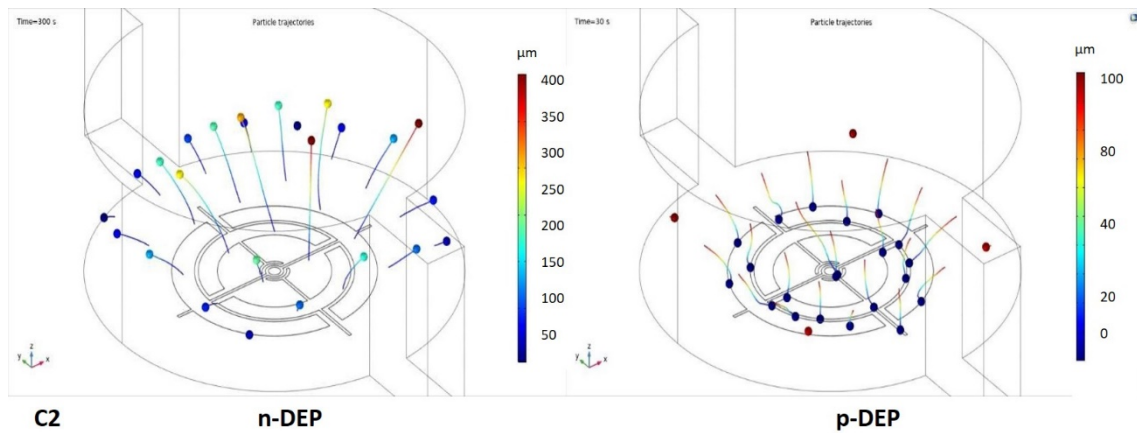 Time=300 s
Particle trajectories
µm
400
350
300
250
200
150
100
50
z
y
x
Time=30 s
Particle trajectories
µm
100
80
60
40
20
0
z
y
x
C2
n-DEP
p-DEP